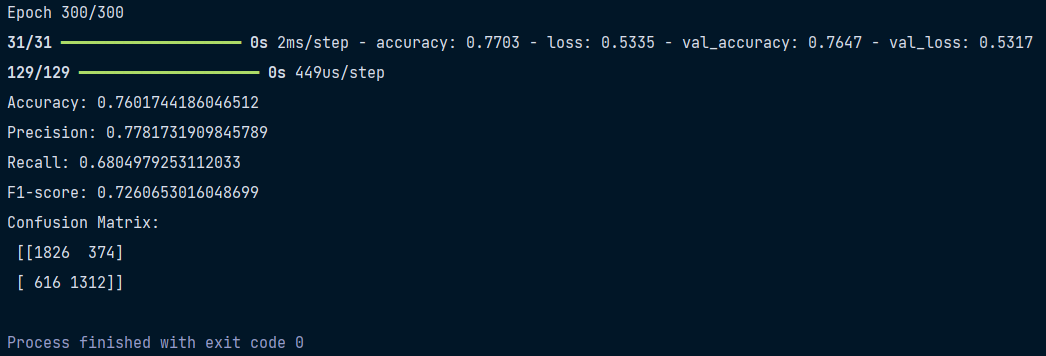 Epoch 300/300
31/31 ━━━━━━━━━━━━━━━━━━━━ 0s 2ms/step - accuracy: 0.7703 - loss: 0.5335 - val_accuracy: 0.7647 - val_loss: 0.5317
129/129 ━━━━━━━━━━━━━━━━━━━━ 0s 449us/step
Accuracy: 0.7601744186046512
Precision: 0.7781731909845789
Recall: 0.6804979253112033
F1-score: 0.7260653016048699
Confusion Matrix:
[[1826  374]
[ 616 1312]]
Process finished with exit code 0